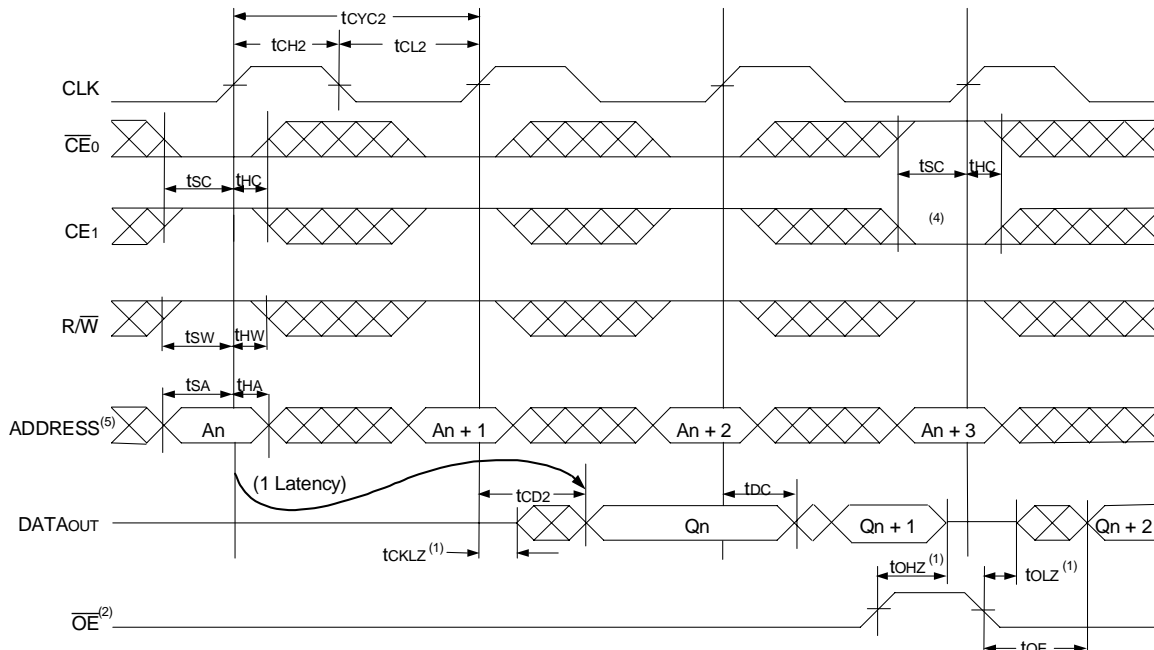 tCYC2
tCH2 tCL2
CLK
CE0
tSC tHC tSC tHC
CE1 (4)
R/W
tSW tHW
tSA tHA
ADDRESS(5) An An + 1 An + 2 An + 3
(1 Latency) tCD2 tDC
DATAOUT Qn Qn + 1 Qn + 2
tCKLZ(1) tOHZ(1) tOLZ(1)
OE(2)
tOE